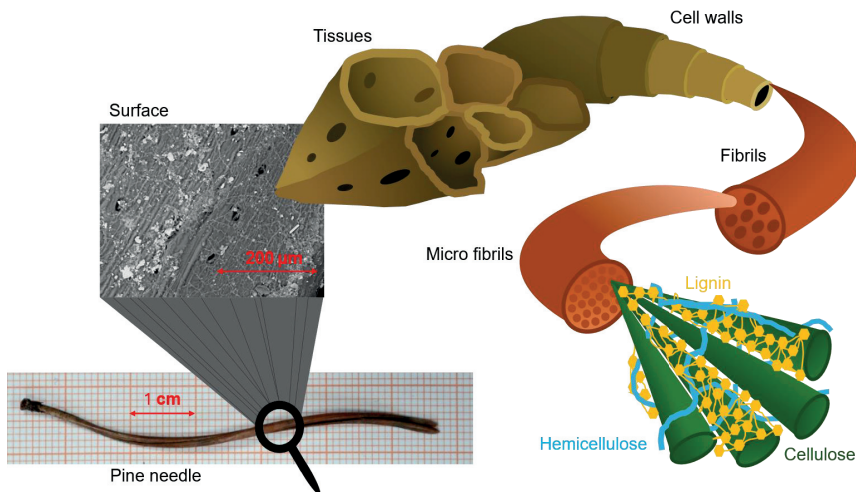 Cell walls
Tissues
Surface
Fibrils
200 µm
Micro fibrils
Lignin
1 cm
Hemicellulose
Cellulose
Pine needle